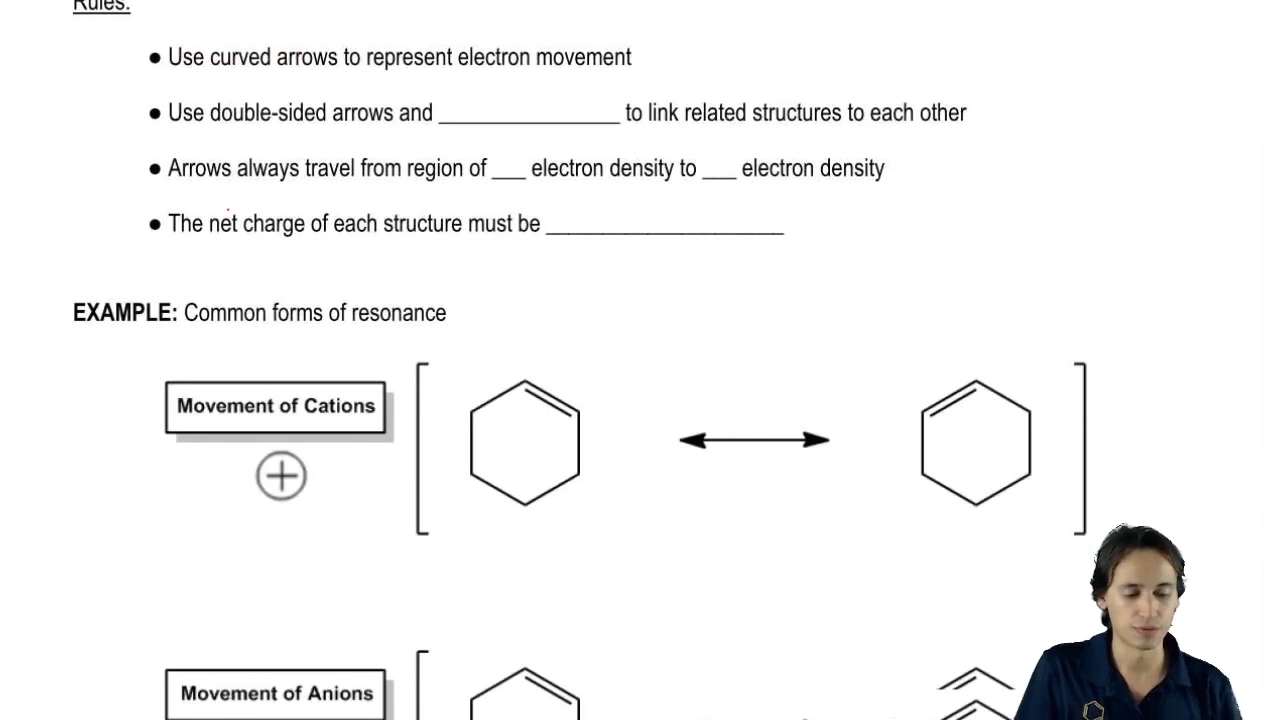 Rules:
● Use curved arrows to represent electron movement
● Use double-sided arrows and _______________ to link related structures to each other
● Arrows always travel from region of ___ electron density to ___ electron density
● The net charge of each structure must be ____________________
EXAMPLE: Common forms of resonance
Movement of Cations
+
Movement of Anions